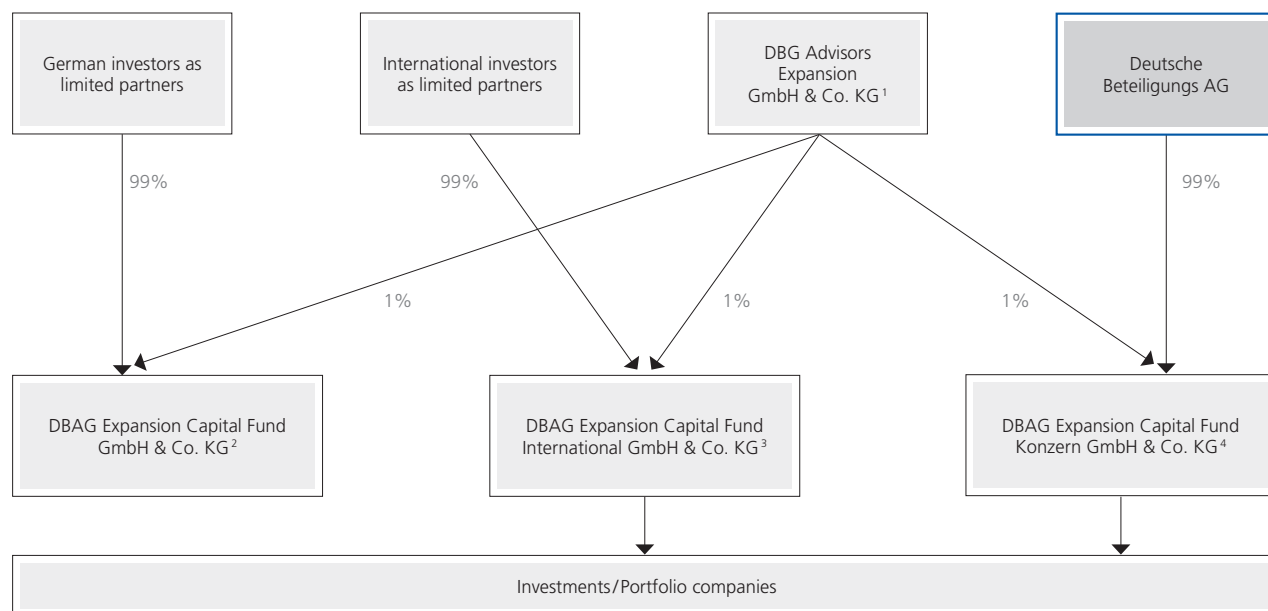 German investors as
limited partners
International investors
as limited partners
DBG Advisors
Expansion
GmbH & Co. KG ¹
Deutsche
Beteiligungs AG
99%
99%
99%
1%
1%
1%
DBAG Expansion Capital Fund
GmbH & Co. KG ²
DBAG Expansion Capital Fund
International GmbH & Co. KG ³
DBAG Expansion Capital Fund
Konzern GmbH & Co. KG ⁴
Investments/Portfolio companies